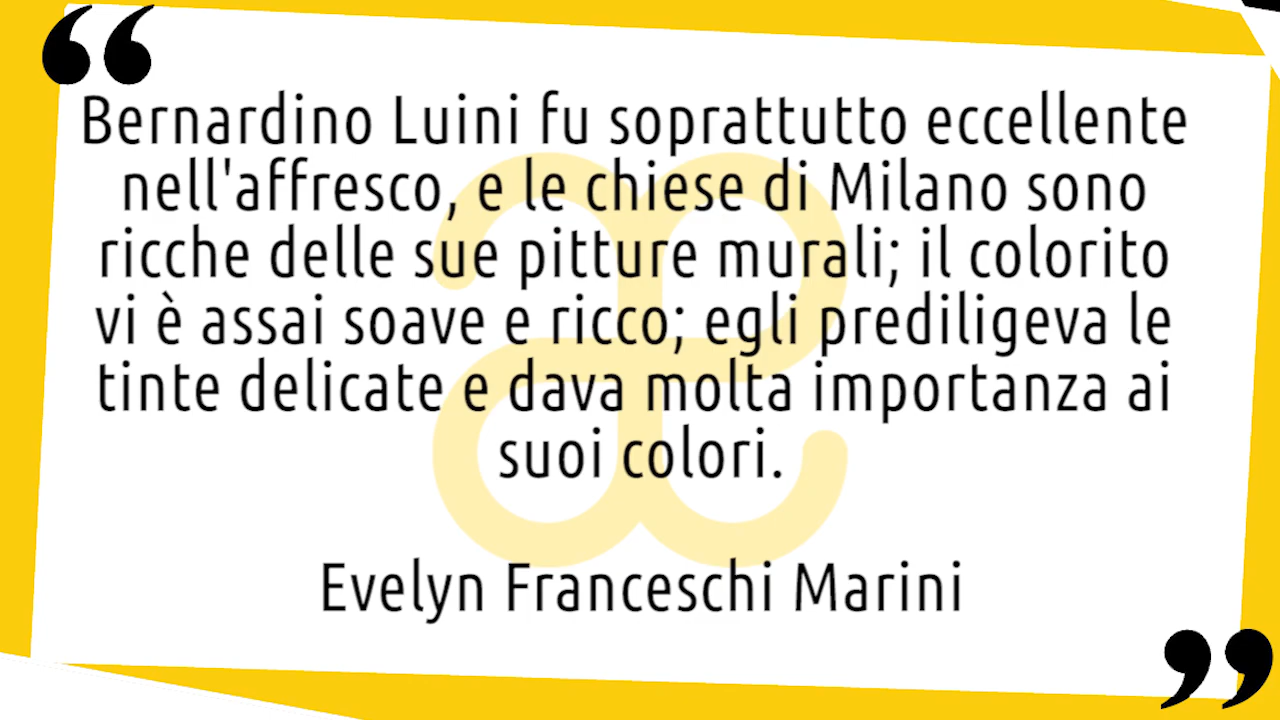 Bernardino Luini fu soprattutto eccellente
nell'affresco, e le chiese di Milano sono
ricche delle sue pitture murali; il colorito
vi è assai soave e ricco; egli prediligeva le
tinte delicate e dava molta importanza ai
suoi colori.
Evelyn Franceschi Marini